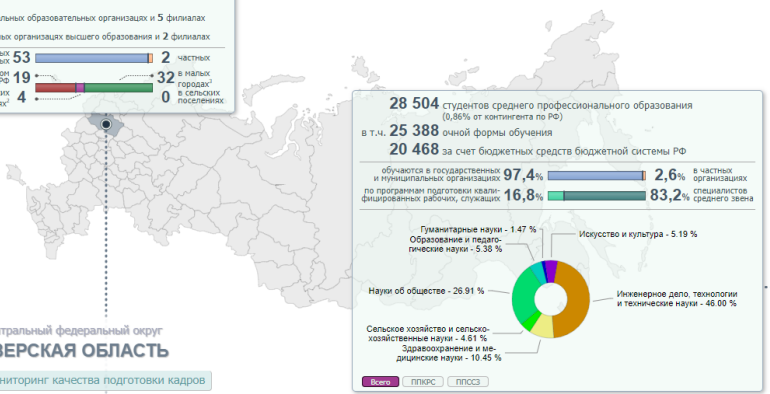 льных образовательных организациях и 5 филиалах
ых организациях высшего образования и 2 филиалах
53
2 частных
19
32 в малых
городах²
4
0 в сельских
поселениях
28 504 студентов среднего профессионального образования
(0,86% от контингента по РФ)
в т.ч. 25 388 очной формы обучения
20 468 за счет бюджетных средств бюджетной системы РФ
обучаются в государственных
и муниципальных организациях 97,4%
2,6% в частных
организациях
по программам подготовки квали-
фицированных рабочих, служащих 16,8%
83,2% специалистов
среднего звена
Гуманитарные науки - 1.47 %
Искусство и культура - 5.19 %
Образование и педаго-
гические науки - 5.38 %
Науки об обществе - 26.91 %
Инженерное дело, технологии
и технические науки - 46.00 %
Сельское хозяйство и сельско-
хозяйственные науки - 4.61 %
Здравоохранение и ме-
дицинские науки - 10.45 %
Всего ППКРС ППССЗ
нтральный федеральный округ
ВЕРСКАЯ ОБЛАСТЬ
ниторинг качества подготовки кадров